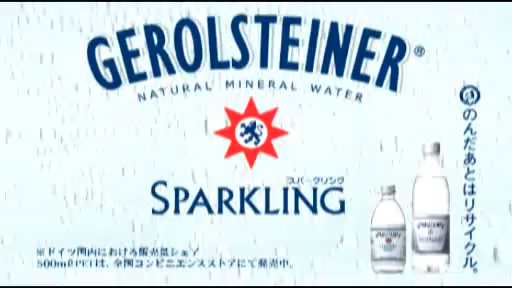 GEROLSTEINER®
NATURAL MINERAL WATER
スパークリング
SPARKLING
のんだあとはリサイクル。
GEROLSTEINER
※ドイツ国内における販売量シェア
500mℓPETは、全国コンビニエンスストアにて発売中。